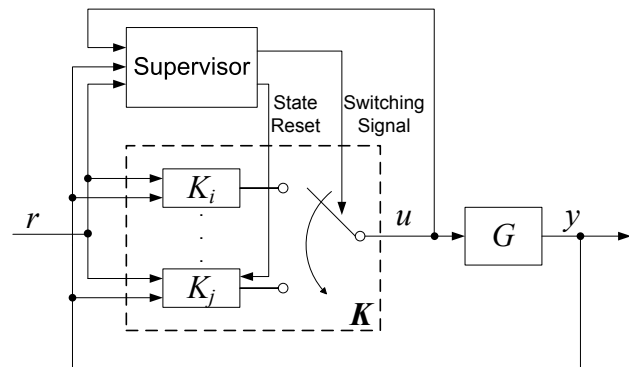 Supervisor
State
Reset
Switching
Signal
K_i
r
u
G
y
K_j
K